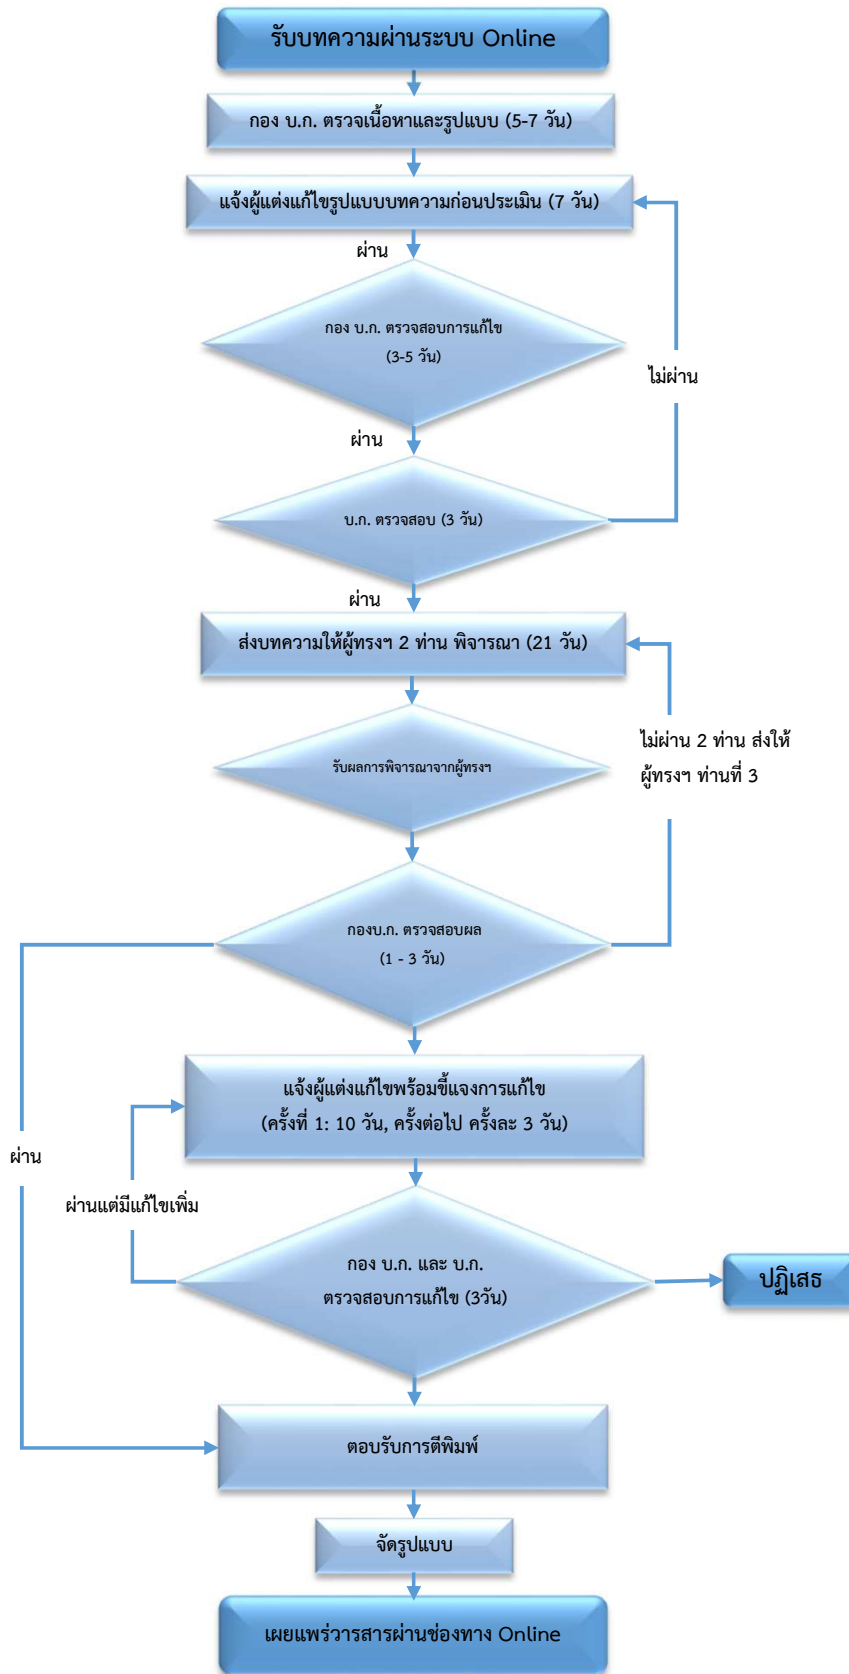 รับบทความผ่านระบบ Online
กอง บ.ก. ตรวจเนื้อหาและรูปแบบ (5-7 วัน)
แจ้งผู้แต่งแก้ไขรูปแบบบทความก่อนประเมิน (7 วัน)
ผ่าน
กอง บ.ก. ตรวจสอบการแก้ไข
(3-5 วัน)
ไม่ผ่าน
ผ่าน
บ.ก. ตรวจสอบ (3 วัน)
ผ่าน
ส่งบทความให้ผู้ทรงฯ 2 ท่าน พิจารณา (21 วัน)
ไม่ผ่าน 2 ท่าน ส่งให้
ผู้ทรงฯ ท่านที่ 3
รับผลการพิจารณาจากผู้ทรงฯ
กองบ.ก. ตรวจสอบผล
(1 - 3 วัน)
แจ้งผู้แต่งแก้ไขพร้อมขี้แจงการแก้ไข
(ครั้งที่ 1: 10 วัน, ครั้งต่อไป ครั้งละ 3 วัน)
ผ่าน
ผ่านแต่มีแก้ไขเพิ่ม
กอง บ.ก. และ บ.ก.
ตรวจสอบการแก้ไข (3วัน)
ปฏิเสธ
ตอบรับการตีพิมพ์
จัดรูปแบบ
เผยแพร่วารสารผ่านช่องทาง Online